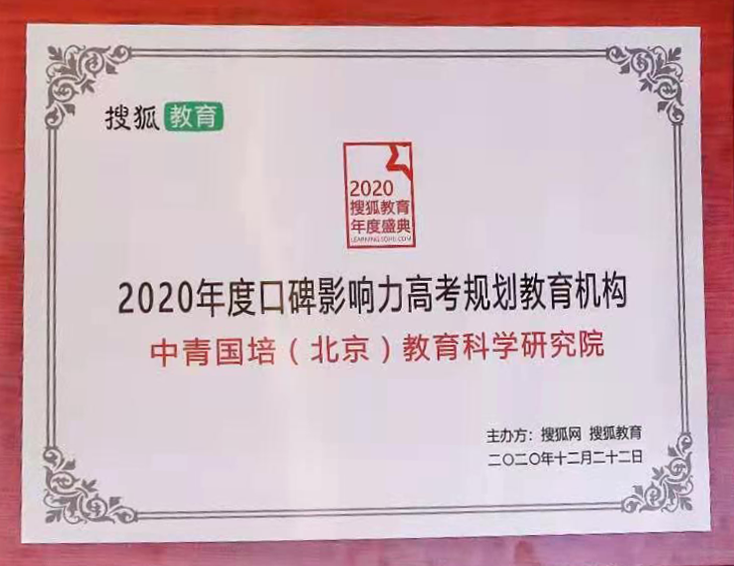 搜狐 教育
2020
搜狐教育
年度盛典
LEARNING.SOHU.COM
2020年度口碑影响力高考规划教育机构
中青国培（北京）教育科学研究院
主办方：搜狐网 搜狐教育
二〇二〇年十二月二十二日